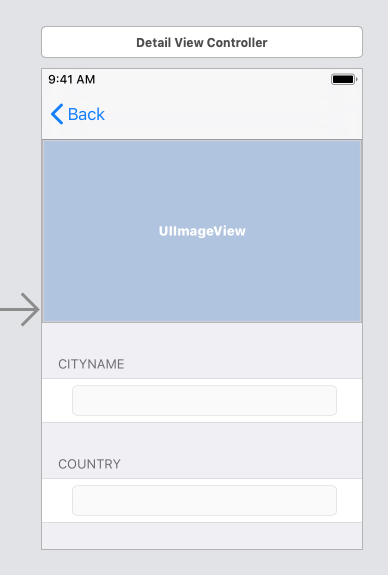 Detail View Controller
9:41 AM
Back
UIImageView
CITYNAME
COUNTRY